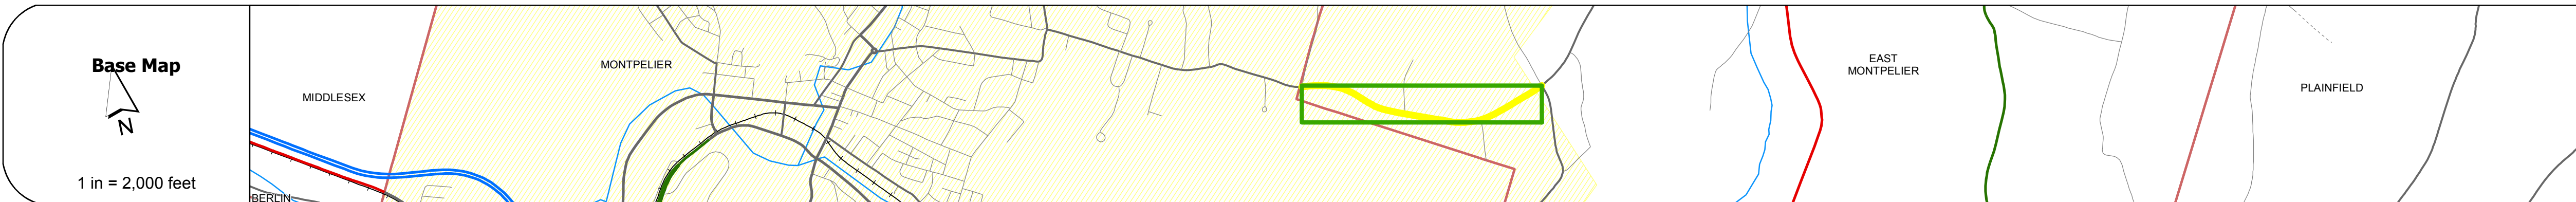 Base Map
N
1 in = 2,000 feet
MIDDLESEX
BERLIN
MONTPELIER
EAST
MONTPELIER
PLAINFIELD